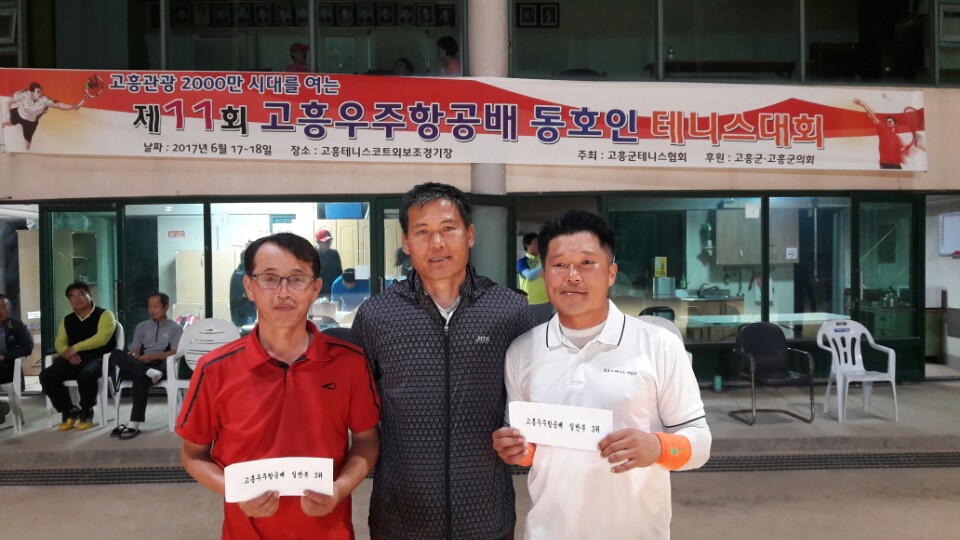 고흥관광 2000만 시대를 여는
제11회 고흥우주항공배 동호인 테니스대회
날짜 : 2017년 6월 17-18일 장소 : 고흥테니스코트외보조경기장 주최 : 고흥군테니스협회 후원 : 고흥군·고흥군의회
고흥우주항공배 일반부 3위
고흥우주항공배 일반부 3위